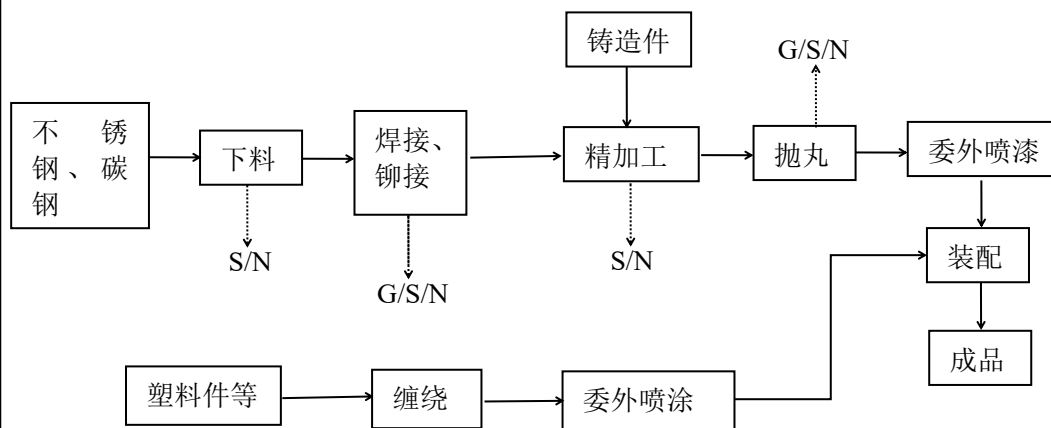 铸造件
G/S/N
不锈
钢、碳
钢
下料
焊接、
铆接
精加工
抛丸
委外喷漆
S/N
G/S/N
S/N
装配
成品
塑料件等
缠绕
委外喷涂